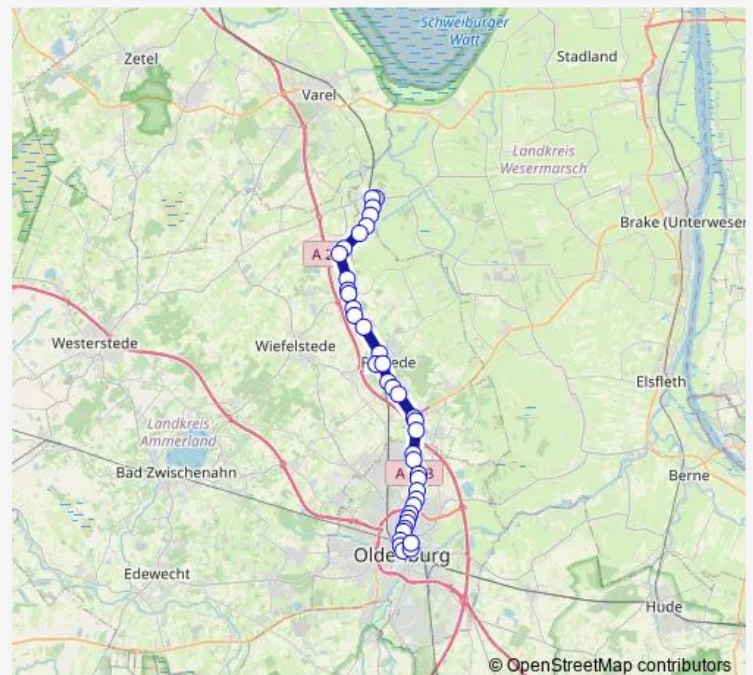 Schweiburger
Watt
Zetel
Stadland
Varel
Landkreis
Wesermarsch
Brake (Unterweser
A 2
Westerstede
Wiefelstede
Elsfleth
Landkreis
Ammerland
Bad Zwischenahn
Berne
A
Edewecht
Hude
© OpenStreetMap contributors